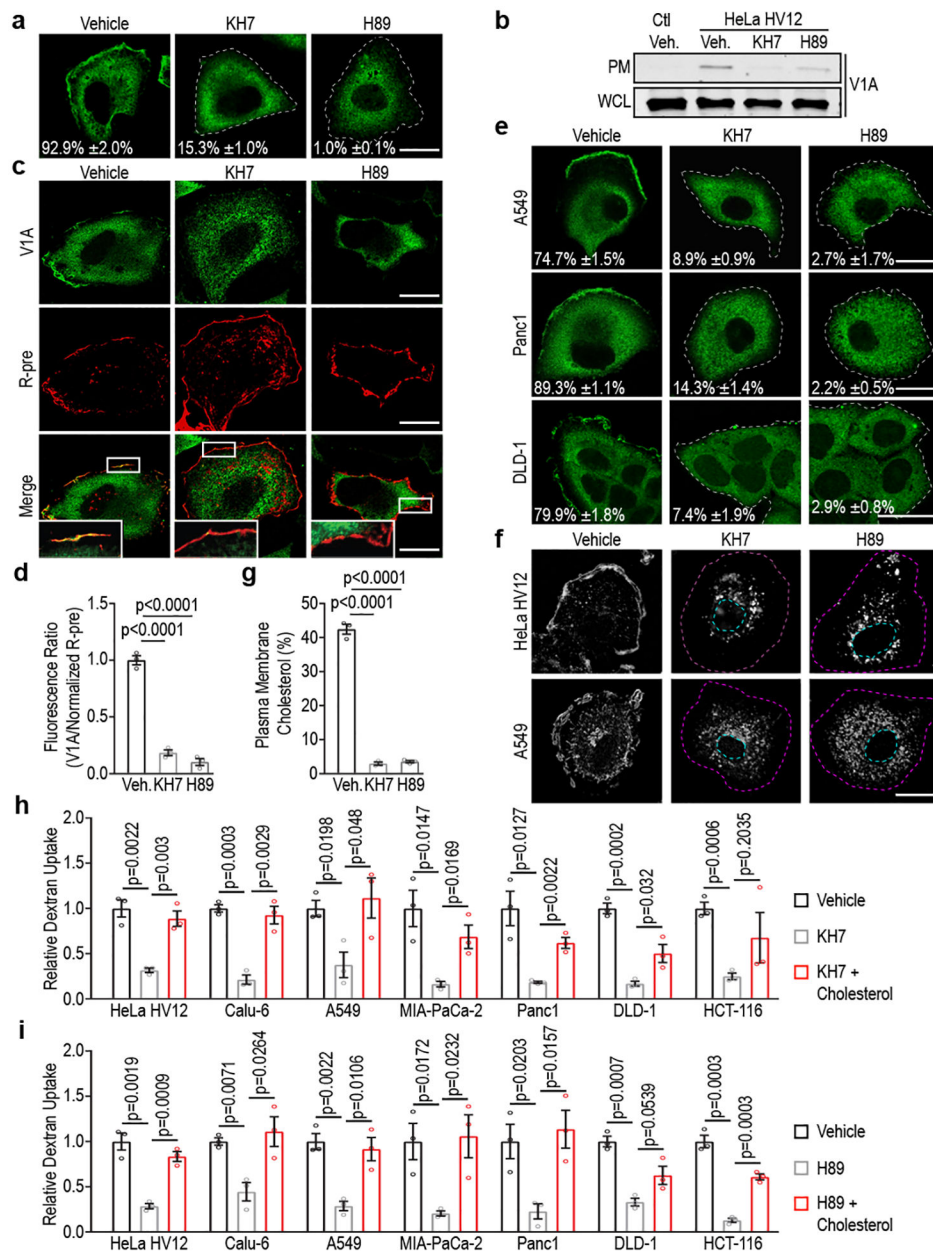 a
Vehicle
KH7
H89
92.9% ±2.0%
15.3% ±1.0%
1.0% ±0.1%
b
Ctl
HeLa HV12
Veh.
Veh.
KH7
H89
PM
WCL
V1A
c
Vehicle
KH7
H89
V1A
R-pre
Merge
e
Vehicle
KH7
H89
A549
74.7% ±1.5%
8.9% ±0.9%
2.7% ±1.7%
Panc1
89.3% ±1.1%
14.3% ±1.4%
2.2% ±0.5%
DLD-1
79.9% ±1.8%
7.4% ±1.9%
2.9% ±0.8%
d
p<0.0001
p<0.0001
Fluorescence Ratio
(V1A/Normalized R-pre)
1.5
1.0
0.5
0.0
Veh.
KH7
H89
g
p<0.0001
p<0.0001
Plasma Membrane
Cholesterol (%)
60
40
20
0
Veh.
KH7
H89
f
Vehicle
KH7
H89
HeLa HV12
A549
h
Relative Dextran Uptake
2.0
1.5
1.0
0.5
0.0
p=0.0022
p=0.003
p=0.0003
p=0.0029
p=0.0198
p=0.048
p=0.0147
p=0.0169
p=0.0127
p=0.0022
p=0.0002
p=0.032
p=0.0006
p=0.2035
HeLa HV12
Calu-6
A549
MIA-PaCa-2
Panc1
DLD-1
HCT-116
Vehicle
KH7
KH7 +
Cholesterol
i
Relative Dextran Uptake
2.0
1.5
1.0
0.5
0.0
p=0.0019
p=0.0009
p=0.0071
p=0.0264
p=0.0022
p=0.0106
p=0.0172
p=0.0232
p=0.0203
p=0.0157
p=0.0007
p=0.0539
p=0.0003
p=0.0003
HeLa HV12
Calu-6
A549
MIA-PaCa-2
Panc1
DLD-1
HCT-116
Vehicle
H89
H89 +
Cholesterol